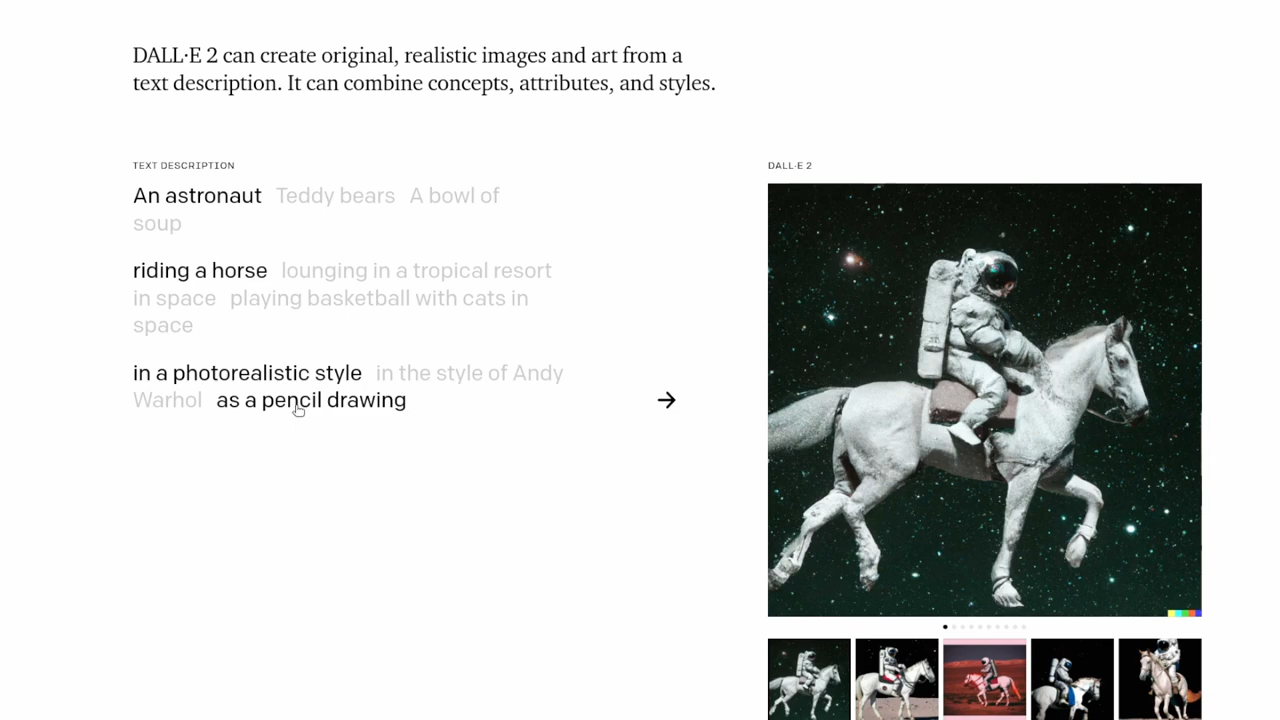 DALL·E 2 can create original, realistic images and art from a
text description. It can combine concepts, attributes, and styles.
TEXT DESCRIPTION
An astronaut Teddy bears A bowl of
soup
riding a horse lounging in a tropical resort
in space playing basketball with cats in
space
in a photorealistic style in the style of Andy
Warhol as a pencil drawing
DALL·E 2